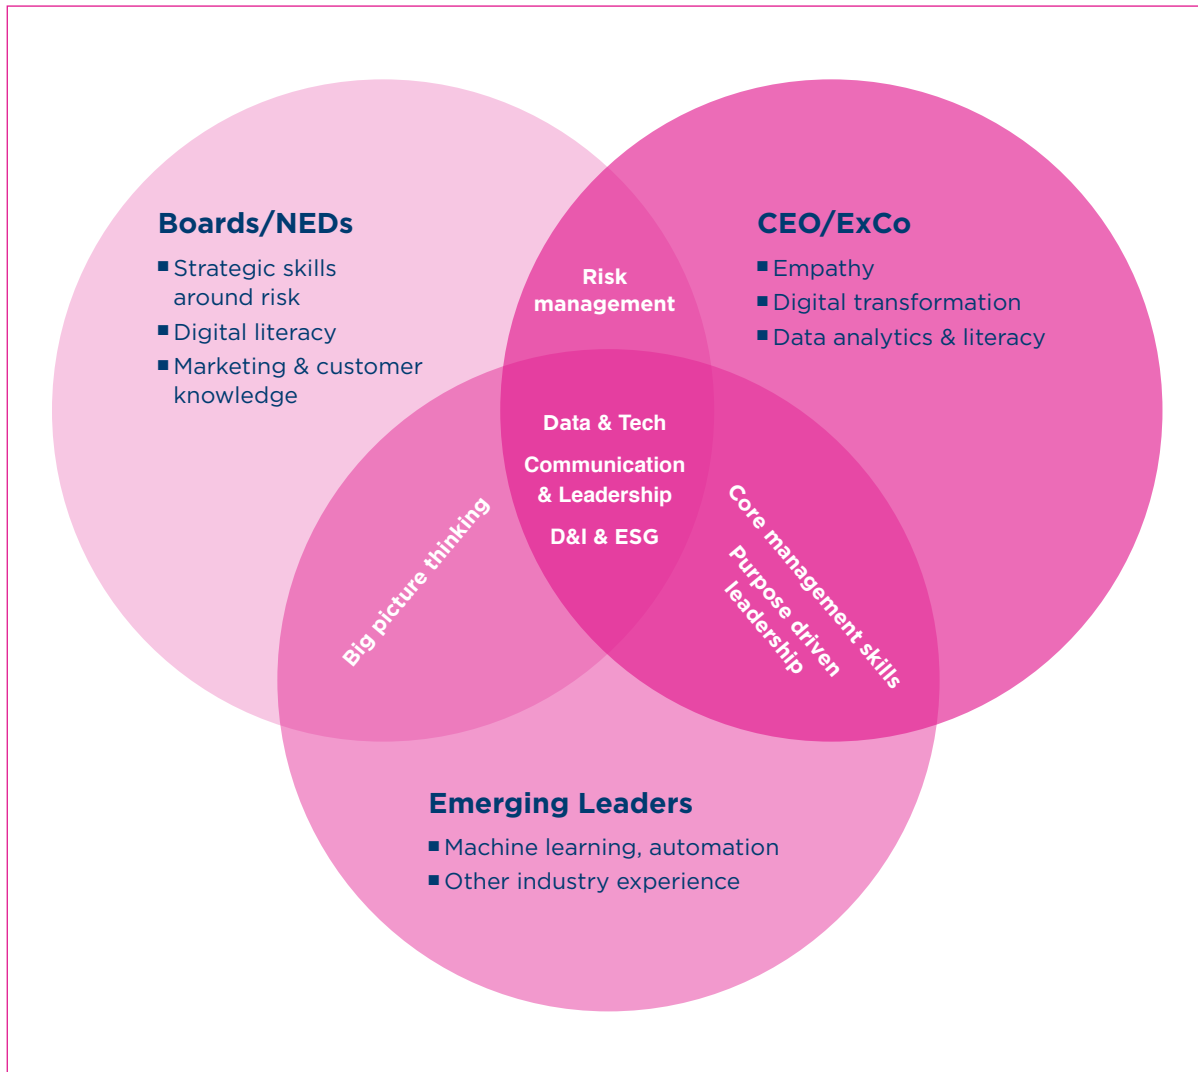 Boards/NEDs
■ Strategic skills
around risk
■ Digital literacy
■ Marketing & customer
knowledge
CEO/ExCo
■ Empathy
■ Digital transformation
■ Data analytics & literacy
Risk
management
Data & Tech
Communication
& Leadership
D&I & ESG
Big picture thinking
Core management skills
Purpose driven
leadership
Emerging Leaders
■ Machine learning, automation
■ Other industry experience